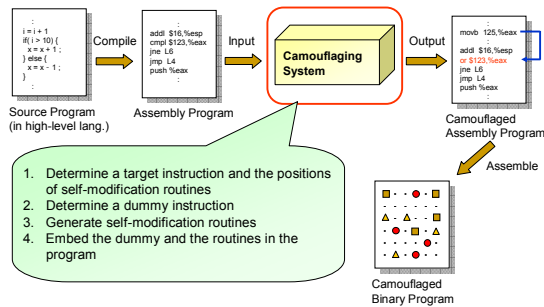 :
i = i + 1
if( i > 10) {
x = x + 1 ;
} else {
x = x - 1 ;
}
:
Source Program
(in high-level lang.)
Compile
:
addl $16,%esp
cmpl $123,%eax
jne L6
jmp L4
push %eax
:
Assembly Program
Input
Camouflaging
System
Output
:
movb 125,%eax
:
addl $16,%esp
or $123,%eax
jne L6
jmp L4
push %eax
:
Camouflaged
Assembly Program
Assemble
1. Determine a target instruction and the positions
of self-modification routines
2. Determine a dummy instruction
3. Generate self-modification routines
4. Embed the dummy and the routines in the
program
Camouflaged
Binary Program